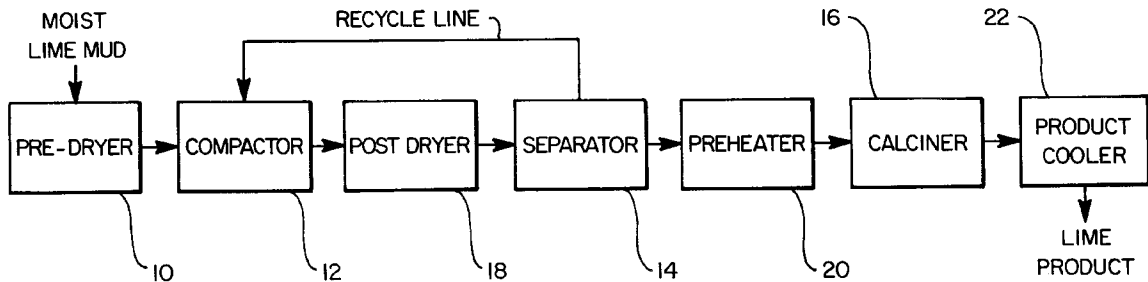 MOIST
LIME MUD
RECYCLE LINE
16
22
PRE-DRYER
COMPACTOR
POST DRYER
SEPARATOR
PREHEATER
CALCINER
PRODUCT
COOLER
10
12
18
14
20
LIME
PRODUCT